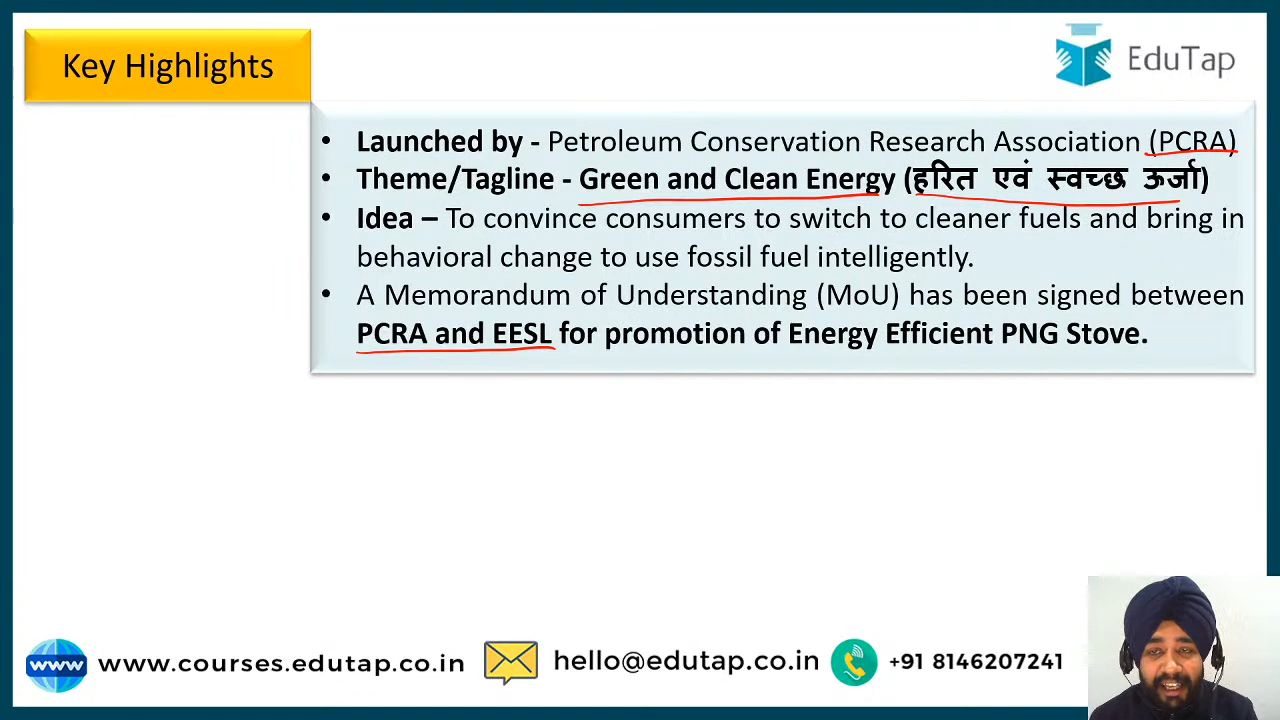 Key Highlights
EduTap
• Launched by - Petroleum Conservation Research Association (PCRA)
• Theme/Tagline - Green and Clean Energy (हरित एवं स्वच्छ ऊर्जा)
• Idea – To convince consumers to switch to cleaner fuels and bring in
behavioral change to use fossil fuel intelligently.
• A Memorandum of Understanding (MoU) has been signed between
PCRA and EESL for promotion of Energy Efficient PNG Stove.
www www.courses.edutap.co.in hello@edutap.co.in +91 8146207241